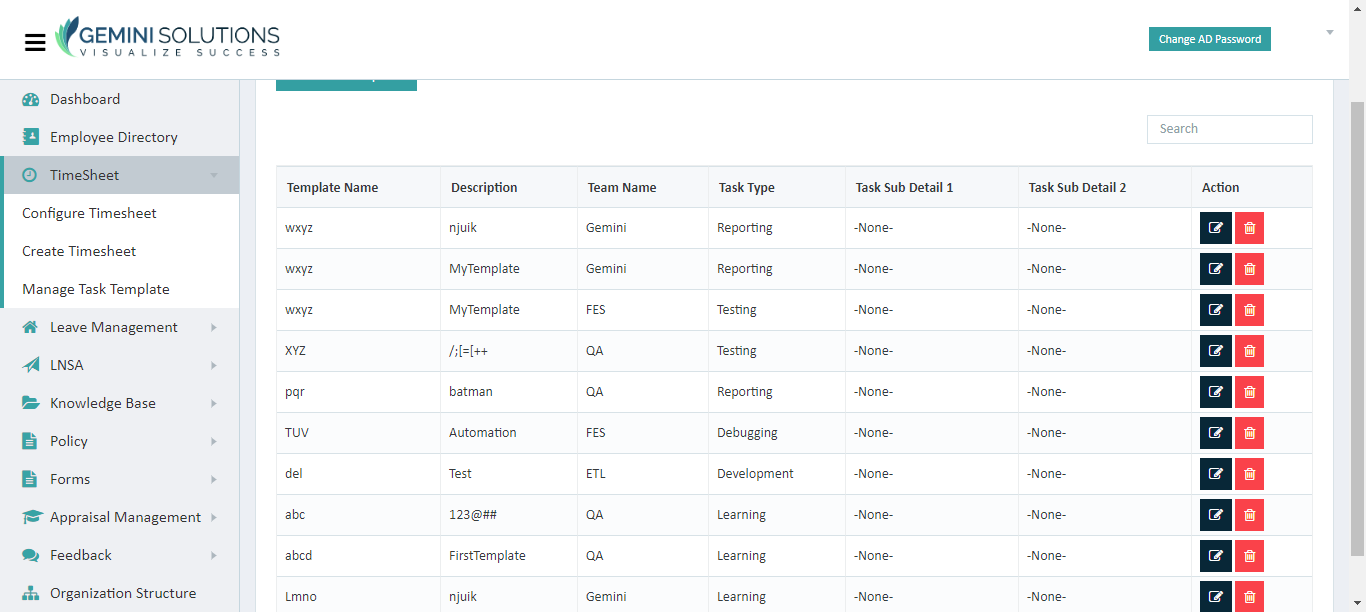 GEMINI SOLUTIONS
VISUALIZE SUCCESS
Change AD Password
Dashboard
Employee Directory
TimeSheet
Configure Timesheet
Create Timesheet
Manage Task Template
Leave Management
LNSA
Knowledge Base
Policy
Forms
Appraisal Management
Feedback
Organization Structure
Search
Template Name Description Team Name Task Type Task Sub Detail 1 Task Sub Detail 2 Action
wxyz njuik Gemini Reporting -None- -None-
wxyz MyTemplate Gemini Reporting -None- -None-
wxyz MyTemplate FES Testing -None- -None-
XYZ /;[=[++ QA Testing -None- -None-
pqr batman QA Reporting -None- -None-
TUV Automation FES Debugging -None- -None-
del Test ETL Development -None- -None-
abc 123@## QA Learning -None- -None-
abcd FirstTemplate QA Learning -None- -None-
Lmno njuik Gemini Learning -None- -None-